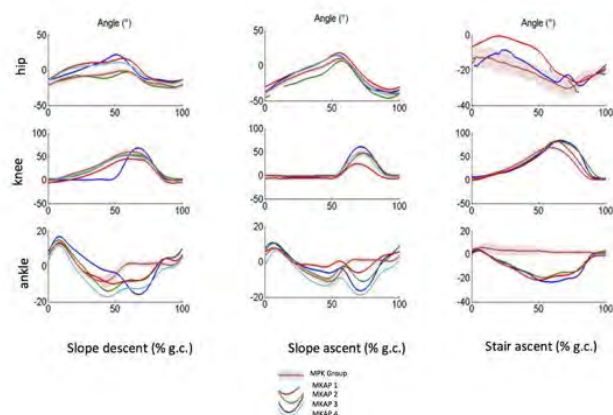 Angle (°) Angle (°) Angle (°)
hip
50 50 0
0 0 -20
-50 -50 -40
0 50 100 0 50 100 0 50 100
knee
100 100 100
50 50 50
0 0 0
0 50 100 0 50 100 0 50 100
ankle
20 20 20
0 0 0
-20
-20 -20 -40
0 50 100 0 50 100 0 50 100
Slope descent (% g.c.) Slope ascent (% g.c.) Stair ascent (% g.c.)
MPK Group
MKAP 1
MKAP 2
MKAP 3
MKAP 4